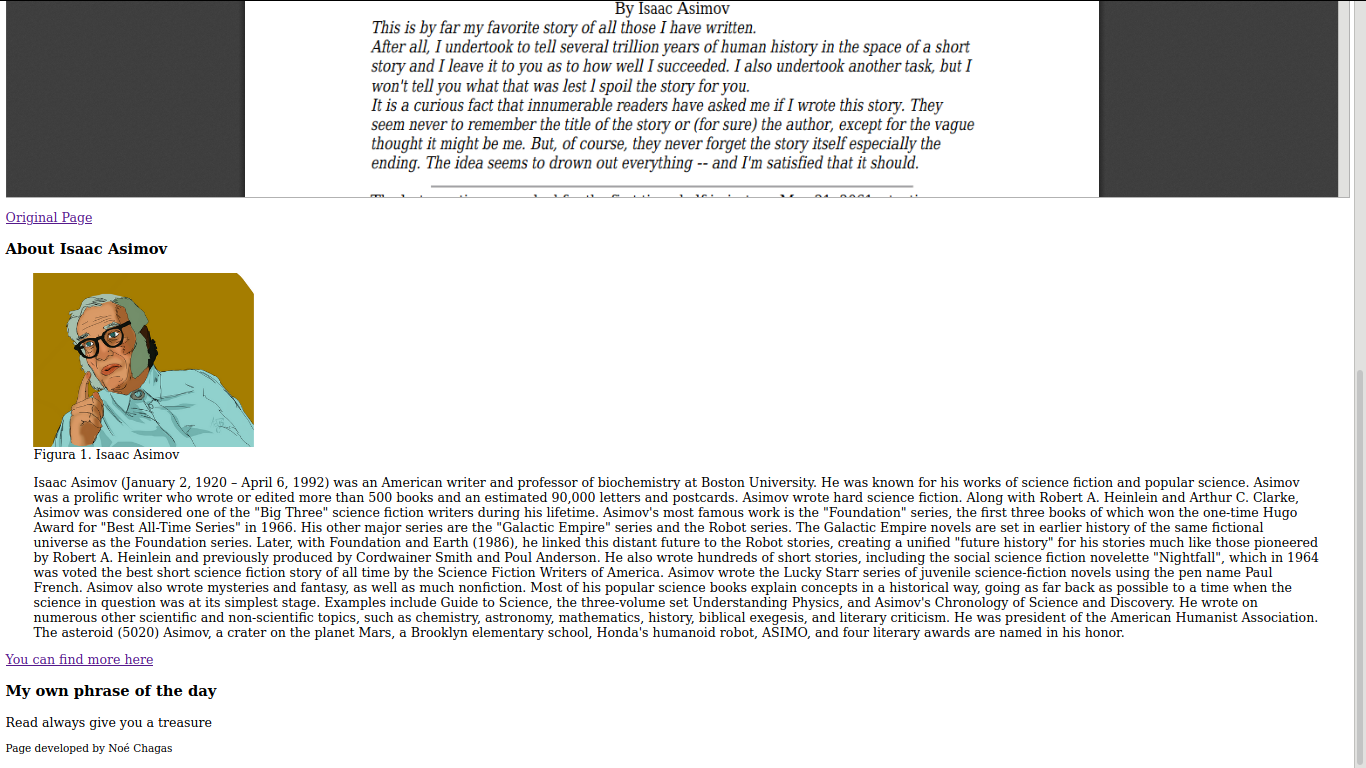 By Isaac Asimov
This is by far my favorite story of all those I have written.
After all, I undertook to tell several trillion years of human history in the space of a short
story and I leave it to you as to how well I succeeded. I also undertook another task, but I
won't tell you what that was lest I spoil the story for you.
It is a curious fact that innumerable readers have asked me if I wrote this story. They
seem never to remember the title of the story or (for sure) the author, except for the vague
thought it might be me. But, of course, they never forget the story itself especially the
ending. The idea seems to drown out everything -- and I'm satisfied that it should.
Original Page
About Isaac Asimov
Figura 1. Isaac Asimov
Isaac Asimov (January 2, 1920 – April 6, 1992) was an American writer and professor of biochemistry at Boston University. He was known for his works of science fiction and popular science. Asimov
was a prolific writer who wrote or edited more than 500 books and an estimated 90,000 letters and postcards. Asimov wrote hard science fiction. Along with Robert A. Heinlein and Arthur C. Clarke,
Asimov was considered one of the "Big Three" science fiction writers during his lifetime. Asimov's most famous work is the "Foundation" series, the first three books of which won the one-time Hugo
Award for "Best All-Time Series" in 1966. His other major series are the "Galactic Empire" series and the Robot series. The Galactic Empire novels are set in earlier history of the same fictional
universe as the Foundation series. Later, with Foundation and Earth (1986), he linked this distant future to the Robot stories, creating a unified "future history" for his stories much like those pioneered
by Robert A. Heinlein and previously produced by Cordwainer Smith and Poul Anderson. He also wrote hundreds of short stories, including the social science fiction novelette "Nightfall", which in 1964
was voted the best short science fiction story of all time by the Science Fiction Writers of America. Asimov wrote the Lucky Starr series of juvenile science-fiction novels using the pen name Paul
French. Asimov also wrote mysteries and fantasy, as well as much nonfiction. Most of his popular science books explain concepts in a historical way, going as far back as possible to a time when the
science in question was at its simplest stage. Examples include Guide to Science, the three-volume set Understanding Physics, and Asimov's Chronology of Science and Discovery. He wrote on
numerous other scientific and non-scientific topics, such as chemistry, astronomy, mathematics, history, biblical exegesis, and literary criticism. He was president of the American Humanist Association.
The asteroid (5020) Asimov, a crater on the planet Mars, a Brooklyn elementary school, Honda's humanoid robot, ASIMO, and four literary awards are named in his honor.
You can find more here
My own phrase of the day
Read always give you a treasure
Page developed by Noé Chagas